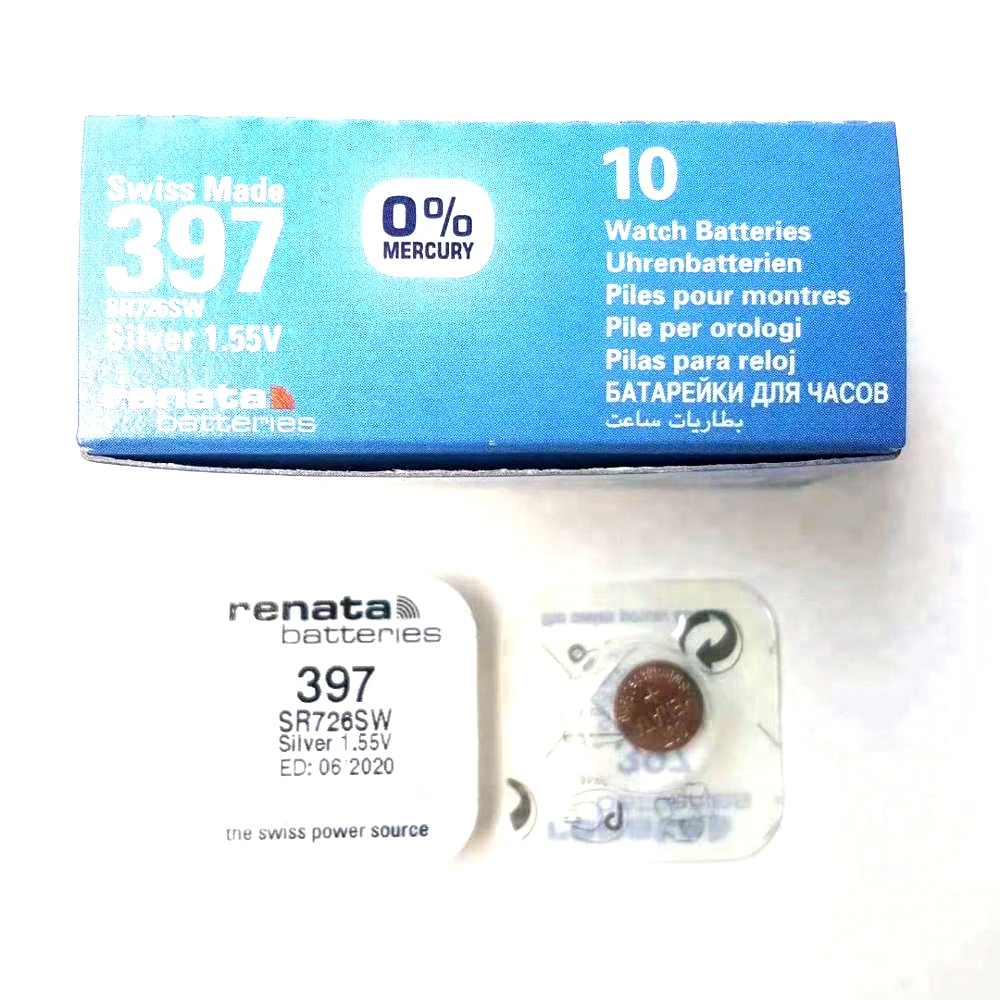 Swiss Made
397
SR726SW
Silver 1.55V
renata
batteries
0%
MERCURY
10
Watch Batteries
Uhrenbatterien
Piles pour montres
Pile per orologi
Pilas para reloj
БАТАРЕЙКИ ДЛЯ ЧАСОВ
بطاريات ساعت
renata
batteries
397
SR726SW
Silver 1.55V
ED: 06/2020
the swiss power source